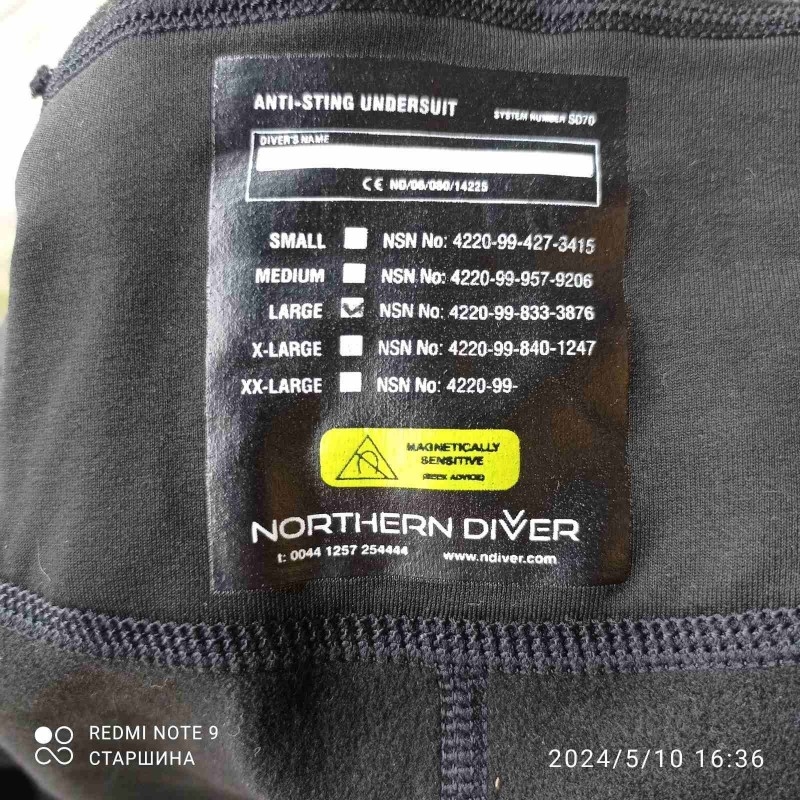 ANTI-STING UNDERSUIT
SYSTEM NUMBER SD70
DIVER'S NAME
CE ND/06/080/14225
SMALL NSN No: 4220-99-427-3415
MEDIUM NSN No: 4220-99-957-9206
LARGE NSN No: 4220-99-833-3876
X-LARGE NSN No: 4220-99-840-1247
XX-LARGE NSN No: 4220-99-
MAGNETICALLY
SENSITIVE
(SEEK ADVICE)
NORTHERN DIVER
t: 0044 1257 254444 www.ndiver.com
REDMI NOTE 9
СТАРШИНА
2024/5/10 16:36